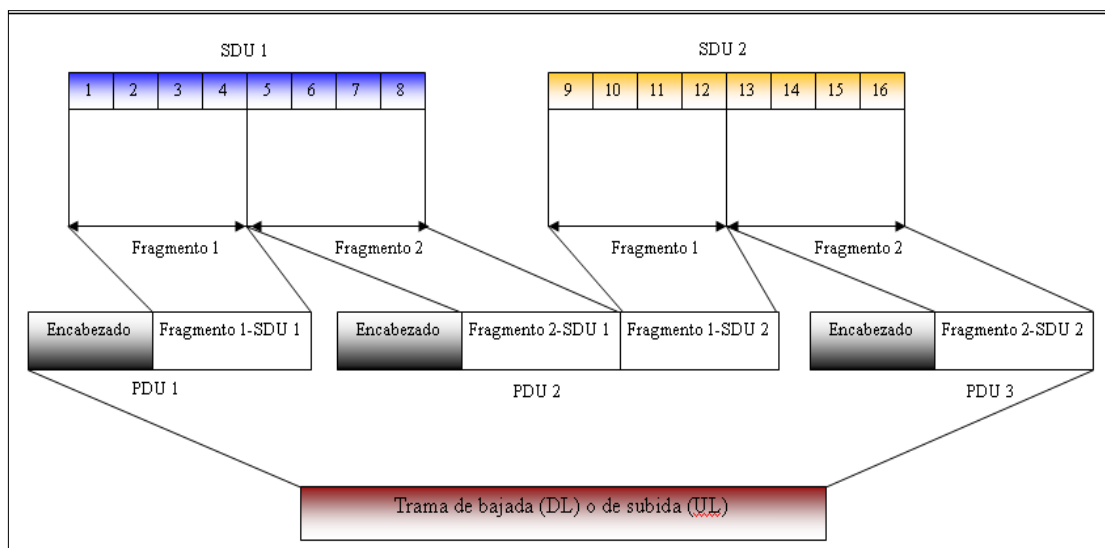 SDU 1 SDU 2
1 2 3 4 5 6 7 8 9 10 11 12 13 14 15 16
Fragmento 1 Fragmento 2 Fragmento 1 Fragmento 2
Encabezado Fragmento 1-SDU 1 Encabezado Fragmento 2-SDU 1 Fragmento 1-SDU 2 Encabezado Fragmento 2-SDU 2
PDU 1 PDU 2 PDU 3
Trama de bajada (DL) o de subida (UL)